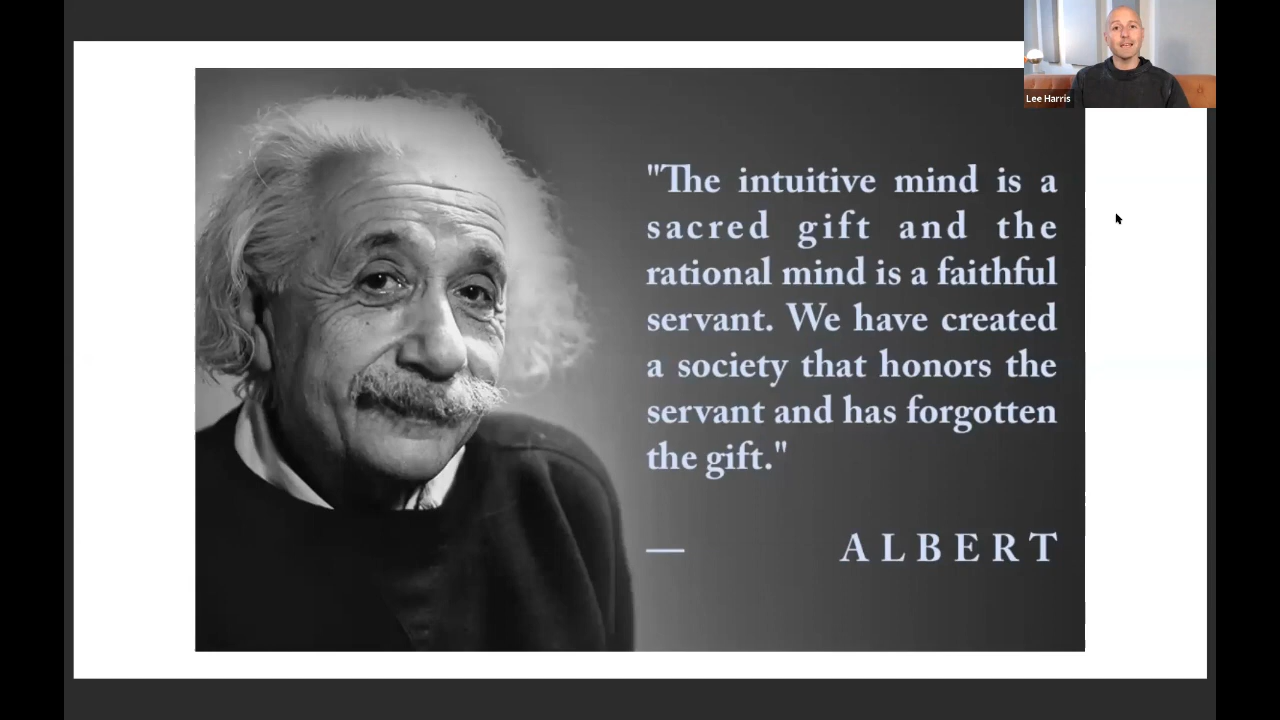 Lee Harris
"The intuitive mind is a
sacred gift and the
rational mind is a faithful
servant. We have created
a society that honors the
servant and has forgotten
the gift."
— ALBERT